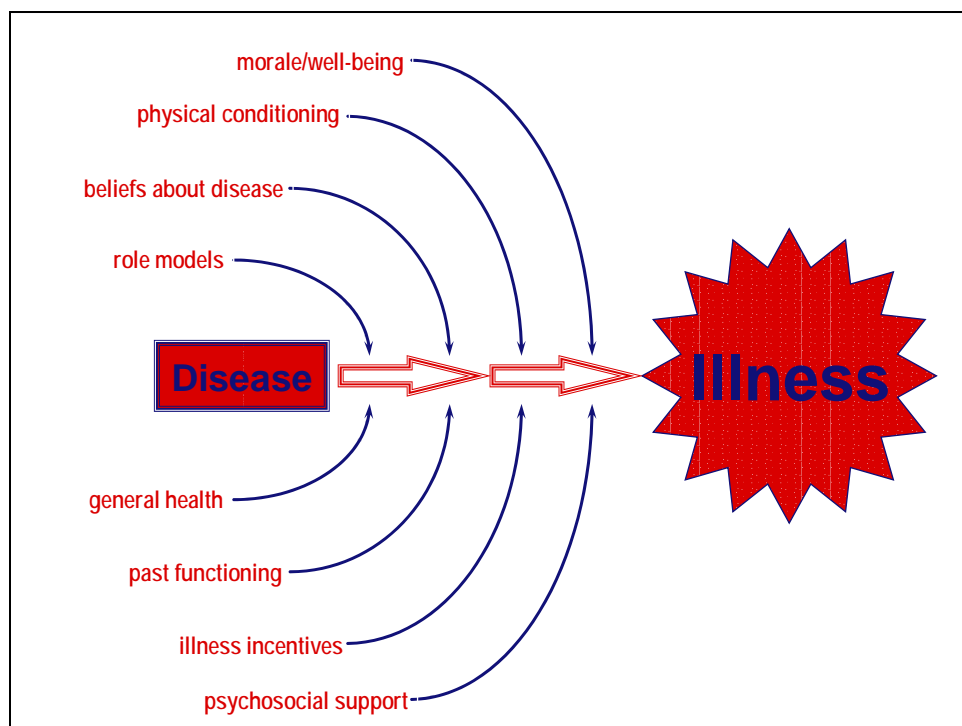 morale/well-being
physical conditioning
beliefs about disease
role models
Disease
Illness
general health
past functioning
illness incentives
psychosocial support